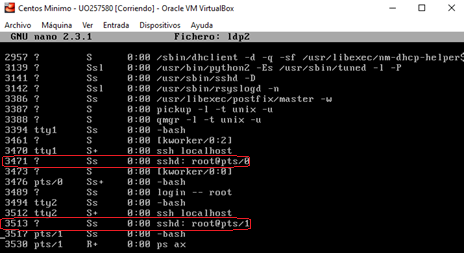 Centos Minimo - UO257580 [Corriendo] - Oracle VM VirtualBox
Archivo Máquina Ver Entrada Dispositivos Ayuda
GNU nano 2.3.1 Fichero: ldp2
2957 ? S 0:00 /sbin/dhclient -d -q -sf /usr/libexec/nm-dhcp-helper$
3139 ? Ssl 0:00 /usr/bin/python2 -Es /usr/sbin/tuned -l -P
3141 ? Ss 0:00 /usr/sbin/sshd -D
3142 ? Ssl 0:00 /usr/sbin/rsyslogd -n
3386 ? Ss 0:00 /usr/libexec/postfix/master -w
3387 ? S 0:00 pickup -l -t unix -u
3388 ? S 0:00 qmgr -l -t unix -u
3394 tty1 Ss 0:00 -bash
3461 ? S 0:00 [kworker/0:2]
3470 tty1 S+ 0:00 ssh localhost
3471 ? Ss 0:00 sshd: root@pts/0
3473 ? S 0:00 [kworker/0:0]
3476 pts/0 Ss+ 0:00 -bash
3489 ? Ss 0:00 login -- root
3494 tty2 Ss 0:00 -bash
3512 tty2 S+ 0:00 ssh localhost
3513 ? Ss 0:00 sshd: root@pts/1
3517 pts/1 Ss 0:00 -bash
3530 pts/1 R+ 0:00 ps ax